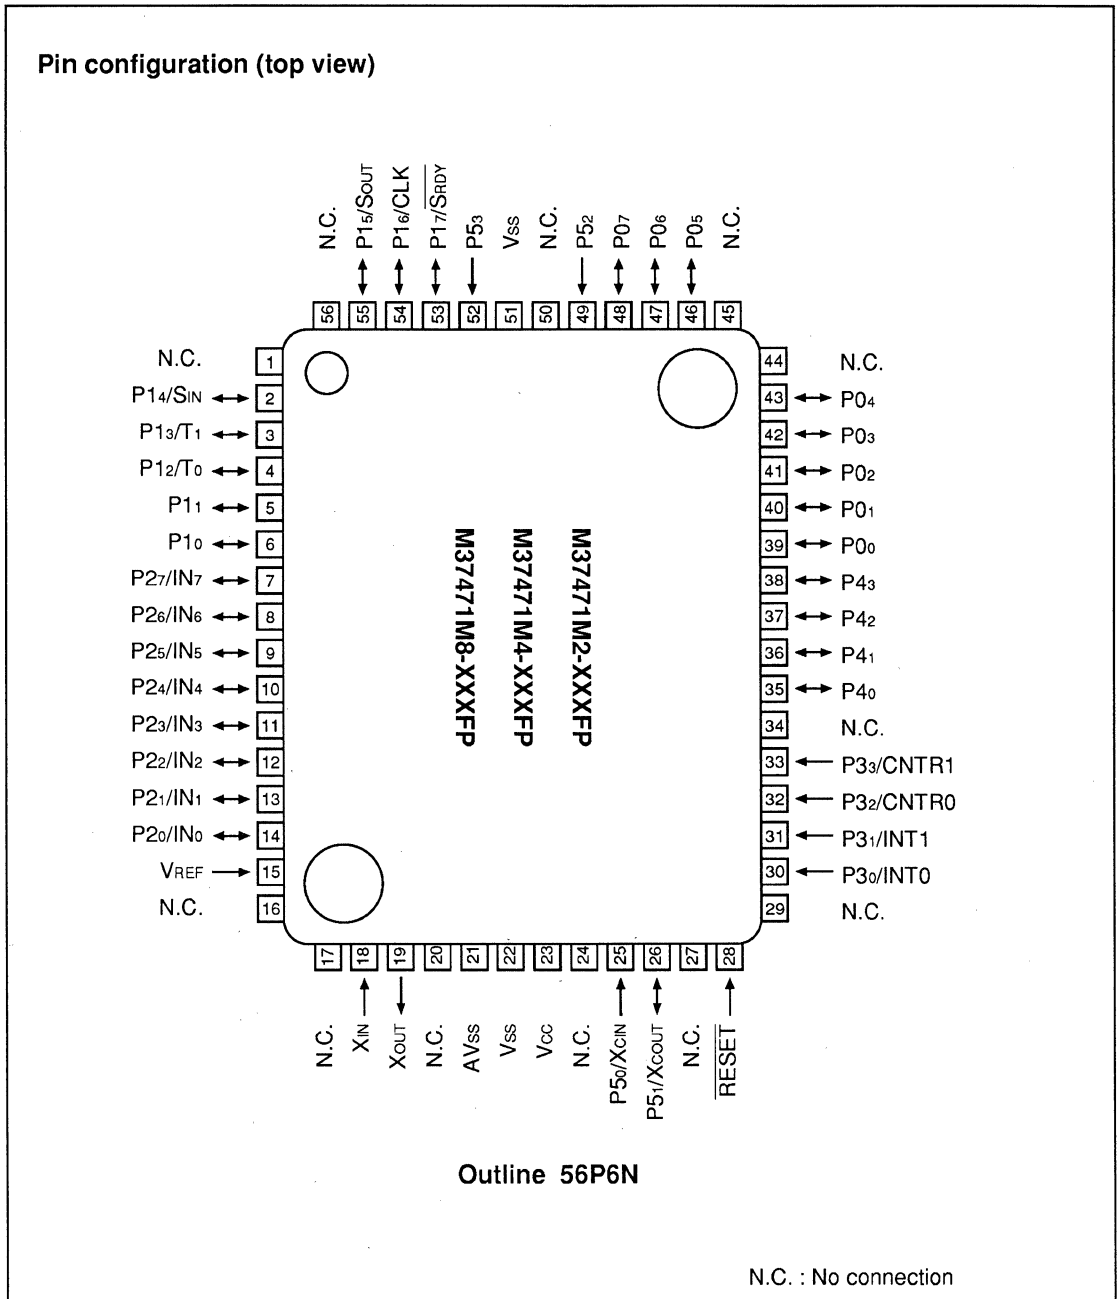 Pin configuration (top view)
N.C.
P15/SOUT
P16/CLK
P17/SRDY
P53
VSS
N.C.
P52
P07
P06
P05
N.C.
56
55
54
53
52
51
50
49
48
47
46
45
N.C. 1
P14/SIN 2
P13/T1 3
P12/T0 4
P11 5
P10 6
P27/IN7 7
P26/IN6 8
P25/IN5 9
P24/IN4 10
P23/IN3 11
P22/IN2 12
P21/IN1 13
P20/IN0 14
VREF 15
N.C. 16
M37471M8-XXXFP
M37471M4-XXXFP
M37471M2-XXXFP
44 N.C.
43 P04
42 P03
41 P02
40 P01
39 P00
38 P43
37 P42
36 P41
35 P40
34 N.C.
33 P33/CNTR1
32 P32/CNTR0
31 P31/INT1
30 P30/INT0
29 N.C.
17
18
19
20
21
22
23
24
25
26
27
28
N.C.
XIN
XOUT
N.C.
AVSS
VSS
VCC
N.C.
P50/XCIN
P51/XCOUT
N.C.
RESET
Outline 56P6N
N.C. : No connection